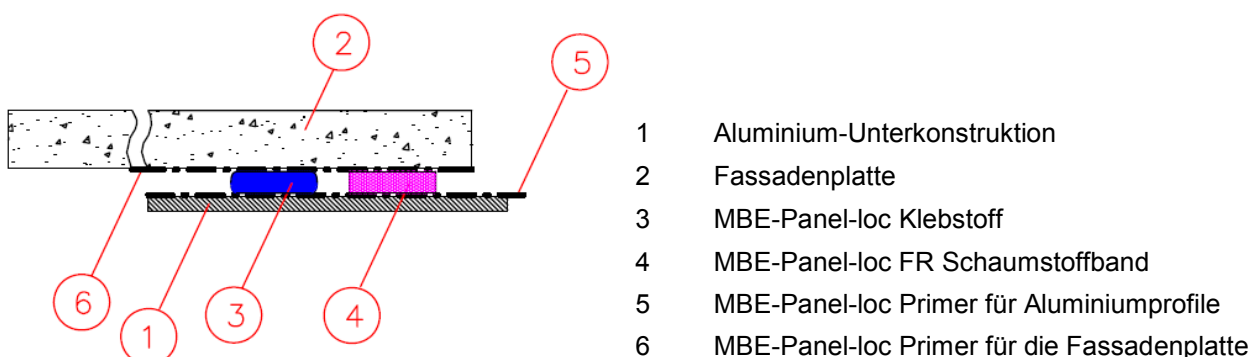 2
5
6
1
3
4
1 Aluminium-Unterkonstruktion
2 Fassadenplatte
3 MBE-Panel-loc Klebstoff
4 MBE-Panel-loc FR Schaumstoffband
5 MBE-Panel-loc Primer für Aluminiumprofile
6 MBE-Panel-loc Primer für die Fassadenplatte